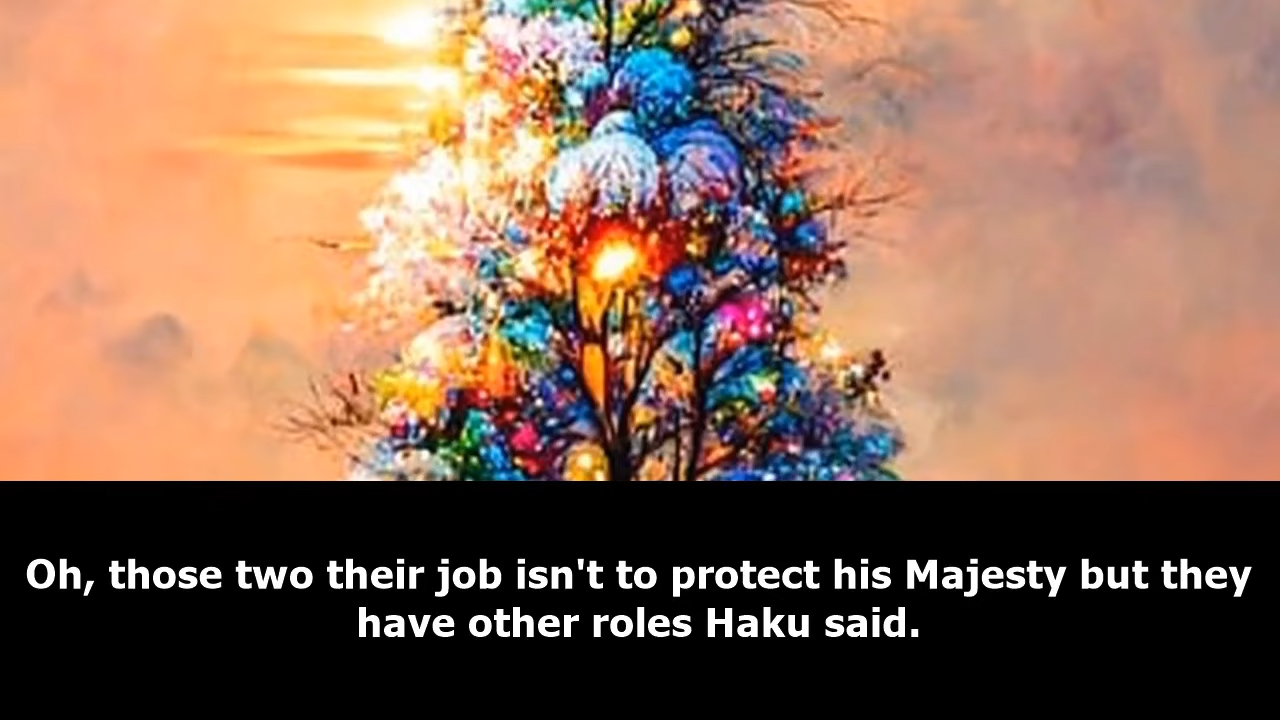 Oh, those two their job isn't to protect his Majesty but they
have other roles Haku said.